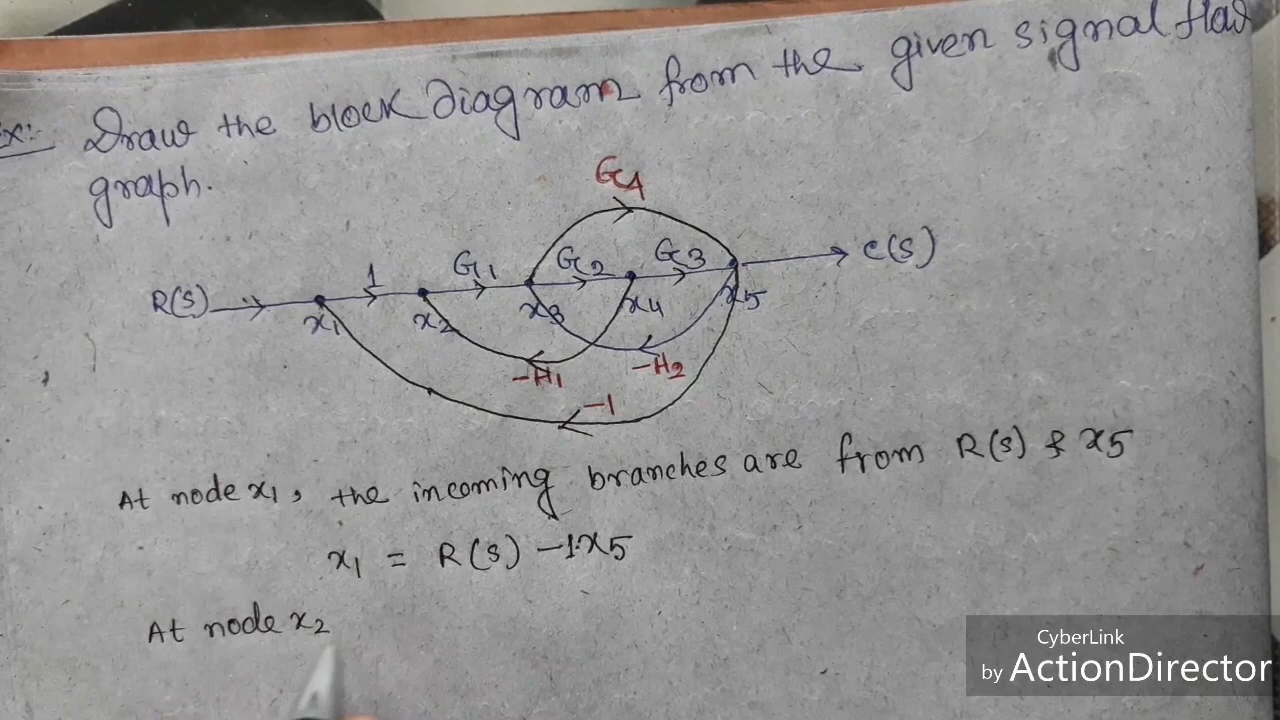 Ex:- Draw the block diagram from the given signal flow
graph.
G4
R(S) 1 G1 G2 G3 C(S)
x1 x2 x3 x4 x5
-H1 -H2
-1
At node x1, the incoming branches are from R(S) & x5
x1 = R(S) -1.x5
At node x2
CyberLink
by ActionDirector